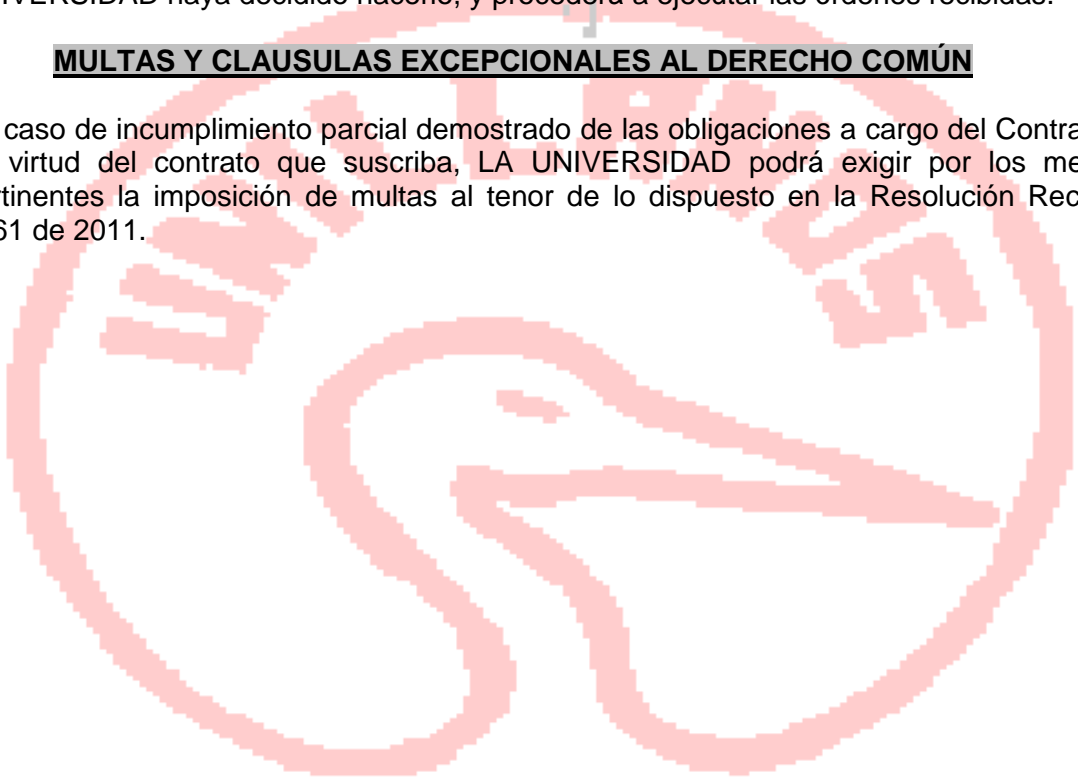 UNIVERSIDAD haya decidido hacerlo, y procederá a ejecutar las órdenes recibidas.
MULTAS Y CLAUSULAS EXCEPCIONALES AL DERECHO COMÚN
caso de incumplimiento parcial demostrado de las obligaciones a cargo del Contra
virtud del contrato que suscriba, LA UNIVERSIDAD podrá exigir por los me
rtinentes la imposición de multas al tenor de lo dispuesto en la Resolución Rec
61 de 2011.
UNILLANOS